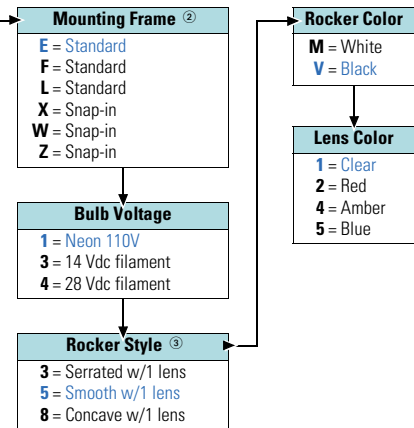 Mounting Frame ②
E = Standard
F = Standard
L = Standard
X = Snap-in
W = Snap-in
Z = Snap-in
Bulb Voltage
1 = Neon 110V
3 = 14 Vdc filament
4 = 28 Vdc filament
Rocker Style ③
3 = Serrated w/1 lens
5 = Smooth w/1 lens
8 = Concave w/1 lens
Rocker Color
M = White
V = Black
Lens Color
1 = Clear
2 = Red
4 = Amber
5 = Blue